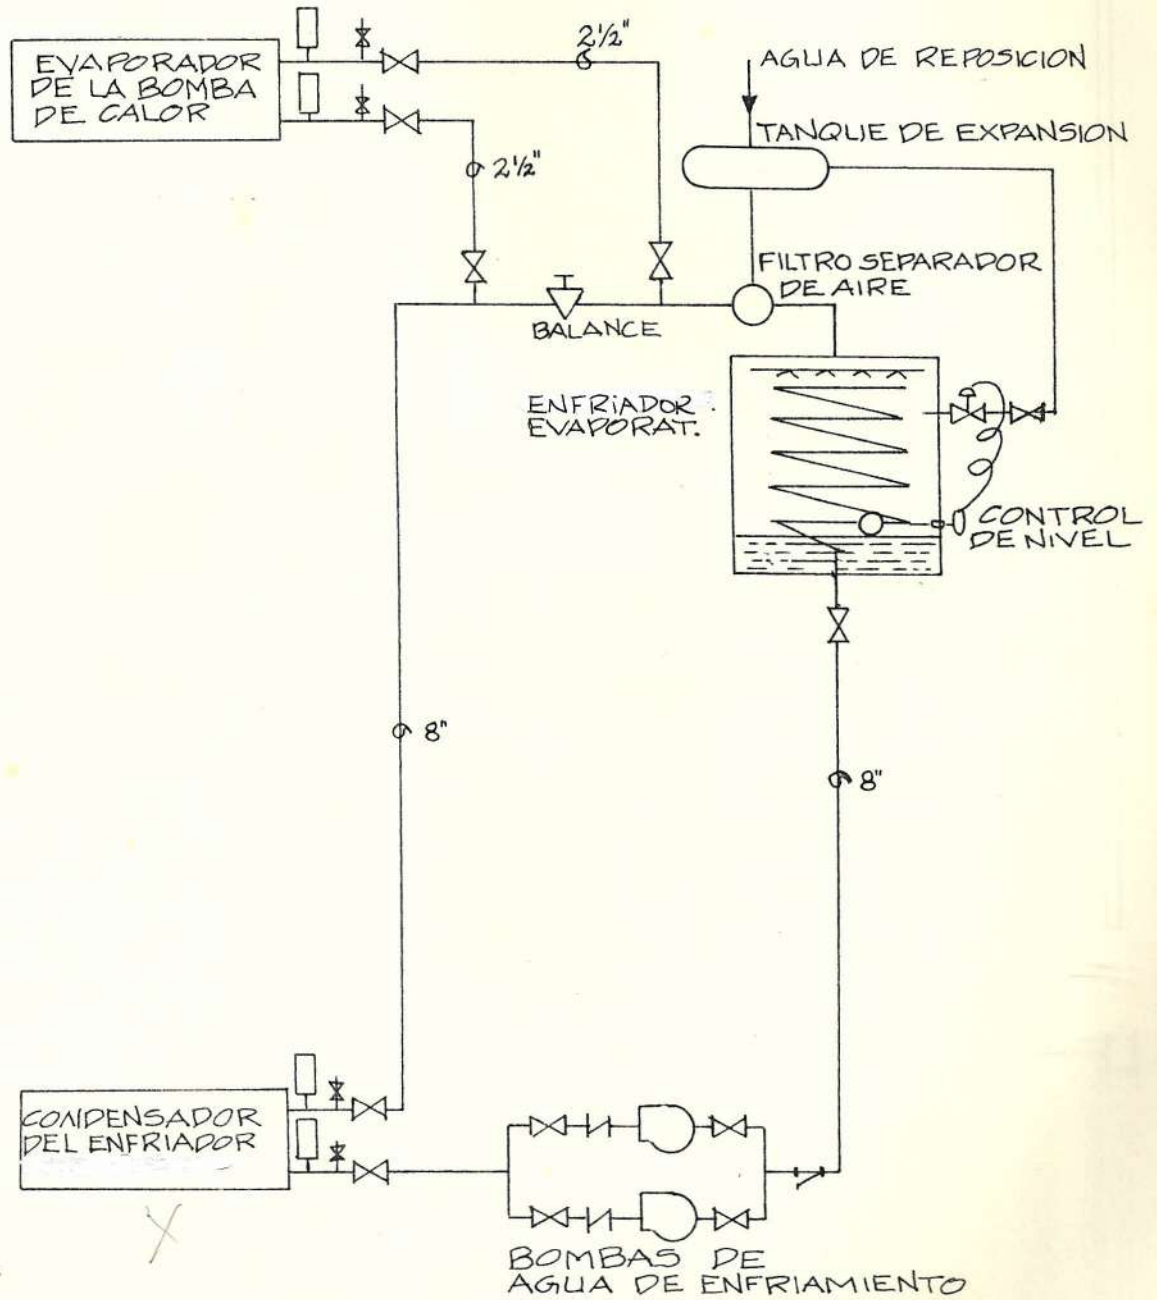 EVAPORADOR
DE LA BOMBA
DE CALOR
2½"
2½"
AGUA DE REPOSICION
TANQUE DE EXPANSION
FILTRO SEPARADOR
DE AIRE
BALANCE
ENFRIADOR
EVAPORAT.
CONTROL
DE NIVEL
8"
8"
CONDENSADOR
DEL ENFRIADOR
BOMBAS DE
AGUA DE ENFRIAMIENTO